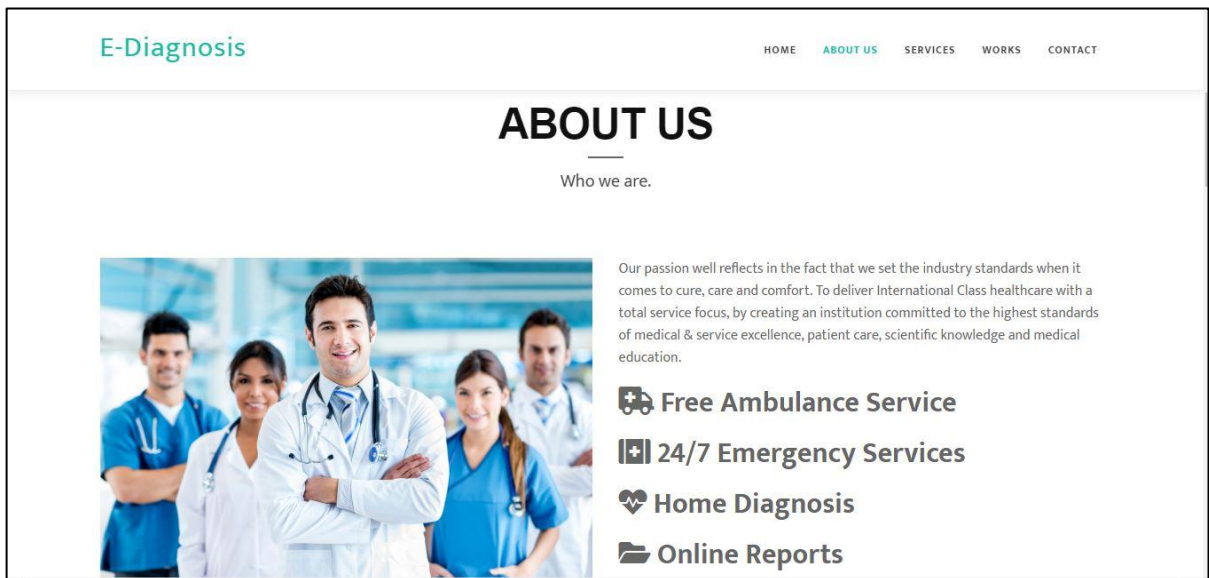 E-Diagnosis
HOME ABOUT US SERVICES WORKS CONTACT
ABOUT US
Who we are.
Our passion well reflects in the fact that we set the industry standards when it
comes to cure, care and comfort. To deliver International Class healthcare with a
total service focus, by creating an institution committed to the highest standards
of medical & service excellence, patient care, scientific knowledge and medical
education.
Free Ambulance Service
24/7 Emergency Services
Home Diagnosis
Online Reports